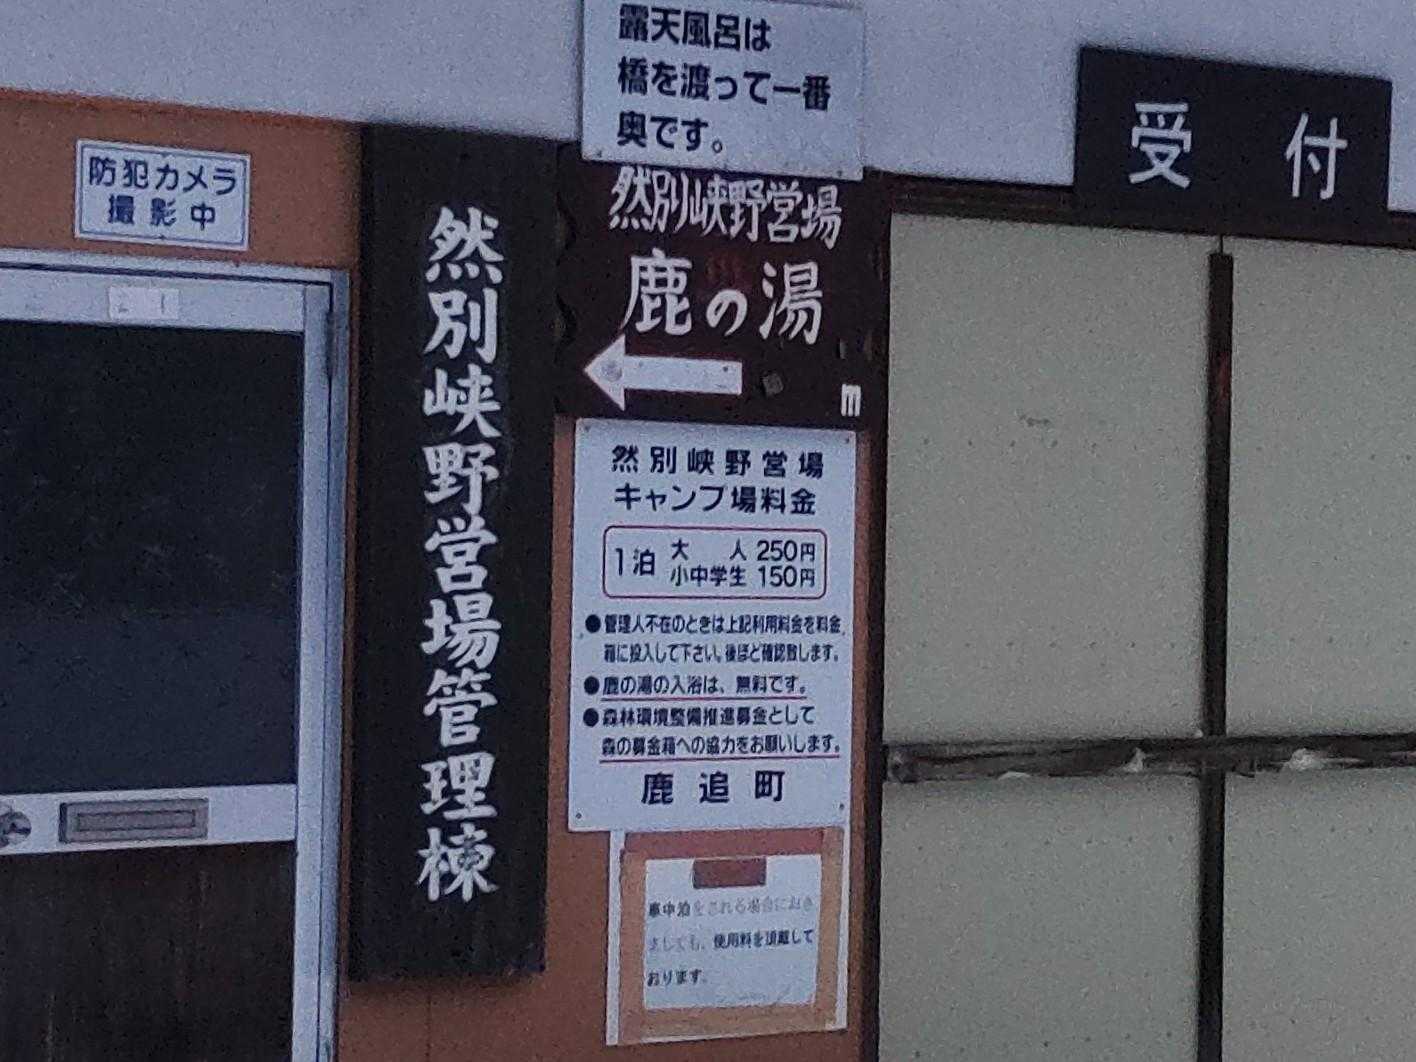 露天風呂は
橋を渡って一番
奥です。
受付
防犯カメラ
撮影中
然別峡野営場管理棟
然別峡野営場
鹿の湯
m
然別峡野営場
キャンプ場料金
1泊 大人 250円
小中学生 150円
●管理人不在のときは上記利用料金を料金
箱に投入して下さい。後ほど確認致します。
●鹿の湯の入浴は、無料です。
●森林環境整備推進募金として
森の募金箱への協力をお願いします。
鹿追町
車中泊をされる場合におき
ましても、使用料を頂戴して
おります。